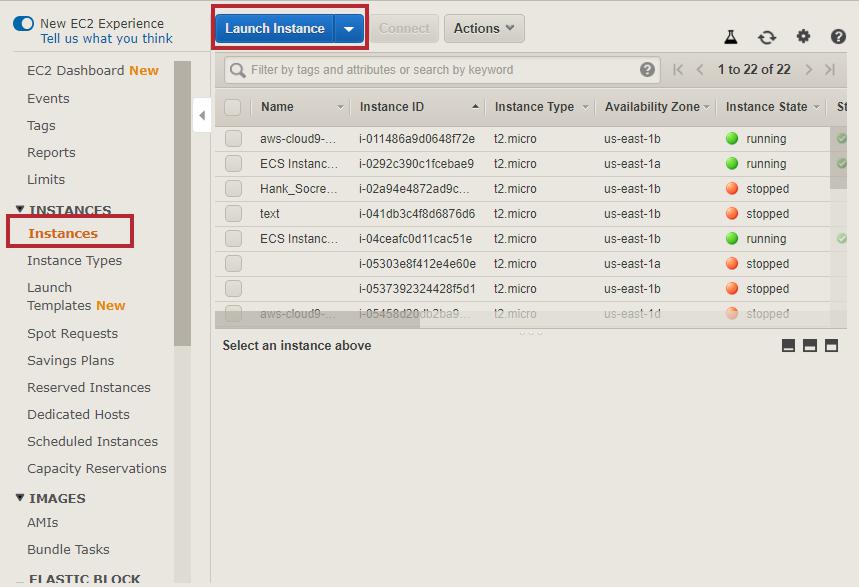 New EC2 Experience
Tell us what you think
EC2 Dashboard New
Events
Tags
Reports
Limits
INSTANCES
Instances
Instance Types
Launch
Templates New
Spot Requests
Savings Plans
Reserved Instances
Dedicated Hosts
Scheduled Instances
Capacity Reservations
IMAGES
AMIs
Bundle Tasks
ELASTIC BLOCK
Launch Instance Connect Actions
Filter by tags and attributes or search by keyword 1 to 22 of 22
Name Instance ID Instance Type Availability Zone Instance State St
aws-cloud9-... i-011486a9d0648f72e t2.micro us-east-1b running
ECS Instanc... i-0292c390c1fcebae9 t2.micro us-east-1a running
Hank_Socre... i-02a94e4872ad9c... t2.micro us-east-1b stopped
text i-041db3c4f8d6876d6 t2.micro us-east-1b stopped
ECS Instanc... i-04ceafc0d11cac51e t2.micro us-east-1b running
i-05303e8f412e4e60e t2.micro us-east-1a stopped
i-0537392324428f5d1 t2.micro us-east-1b stopped
aws-cloud9-... i-05458d20db2ba9... t2.micro us-east-1d stopped
Select an instance above